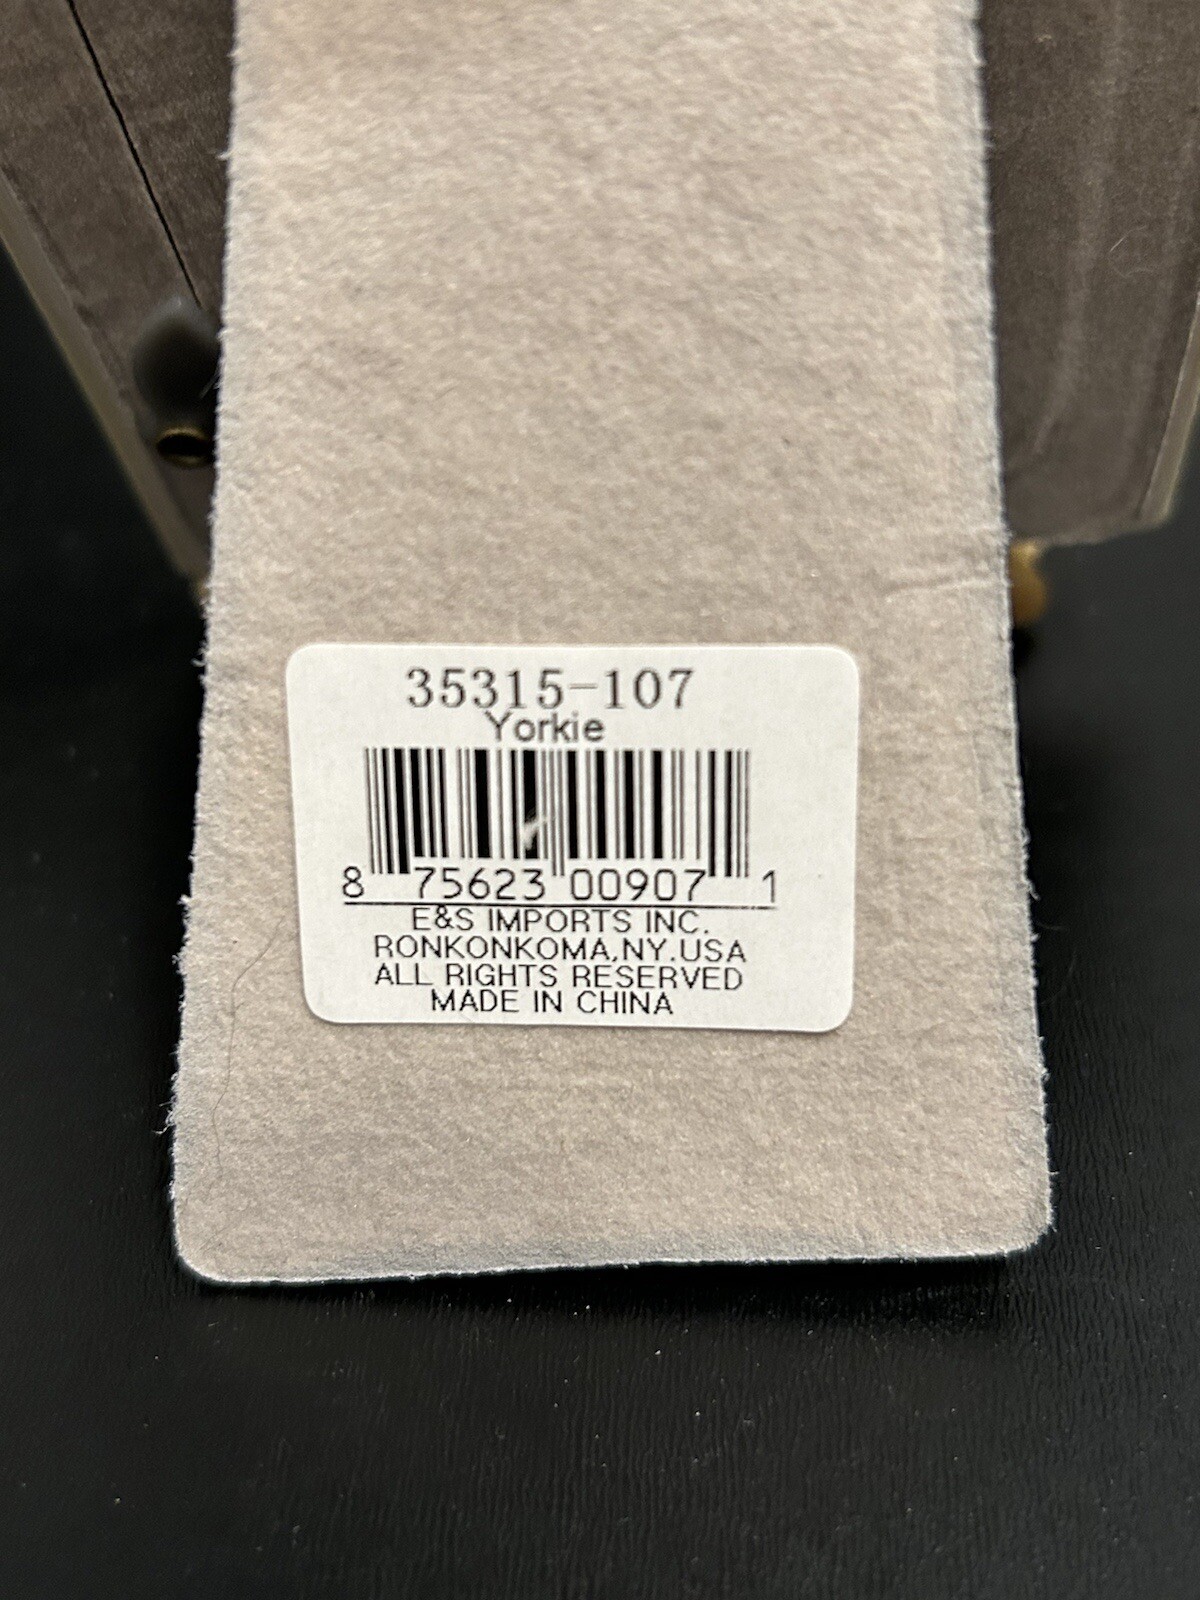 35315-107
Yorkie
8 75623 00907 1
E&S IMPORTS INC.
RONKONKOMA,NY.USA
ALL RIGHTS RESERVED
MADE IN CHINA